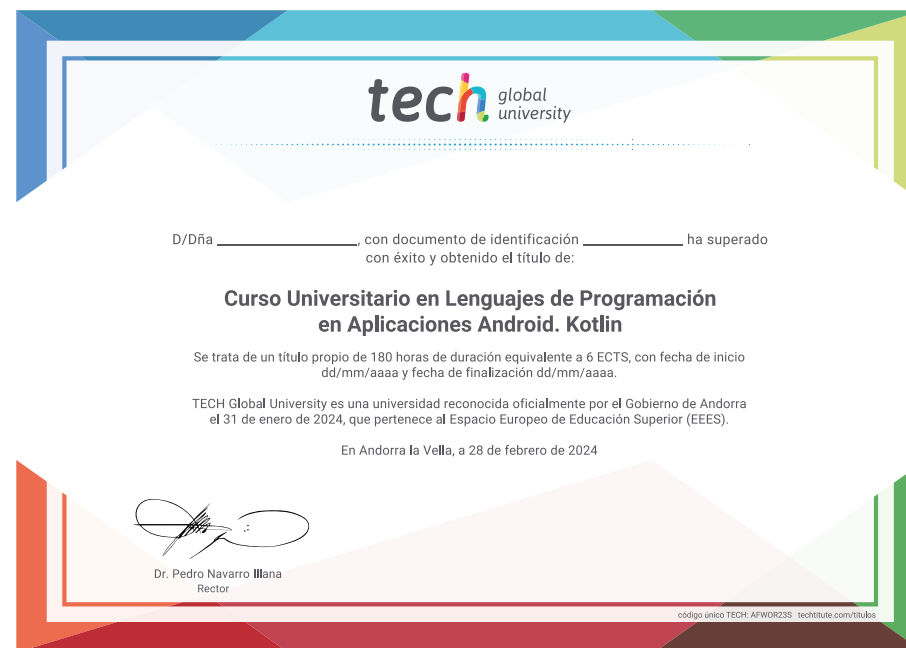 tech global university
D/Dña ____________________, con documento de identificación ______________ ha superado
con éxito y obtenido el título de:
Curso Universitario en Lenguajes de Programación
en Aplicaciones Android. Kotlin
Se trata de un título propio de 180 horas de duración equivalente a 6 ECTS, con fecha de inicio
dd/mm/aaaa y fecha de finalización dd/mm/aaaa.
TECH Global University es una universidad reconocida oficialmente por el Gobierno de Andorra
el 31 de enero de 2024, que pertenece al Espacio Europeo de Educación Superior (EEES).
En Andorra la Vella, a 28 de febrero de 2024
Dr. Pedro Navarro Illana
Rector
código único TECH: AFWOR23S techtitute.com/titulos